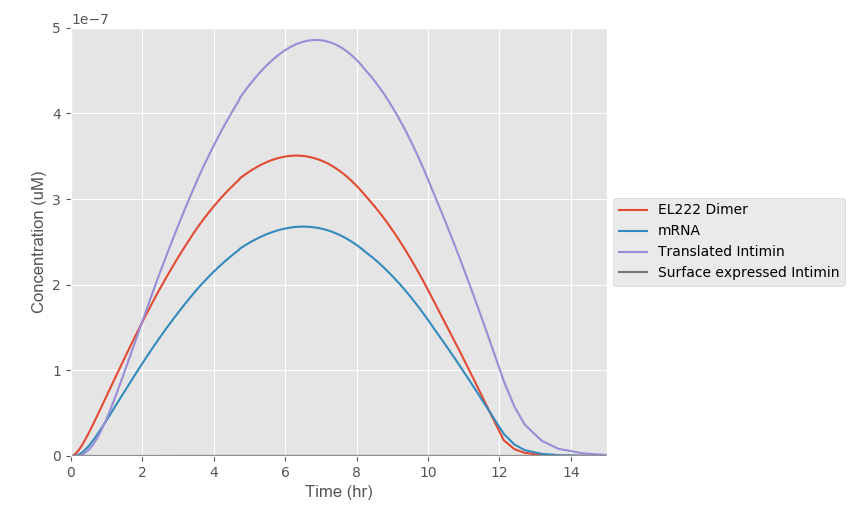 1e−7
5
4
3
2
1
0
Concentration (uM)
0 2 4 6 8 10 12 14
Time (hr)
EL222 Dimer
mRNA
Translated Intimin
Surface expressed Intimin